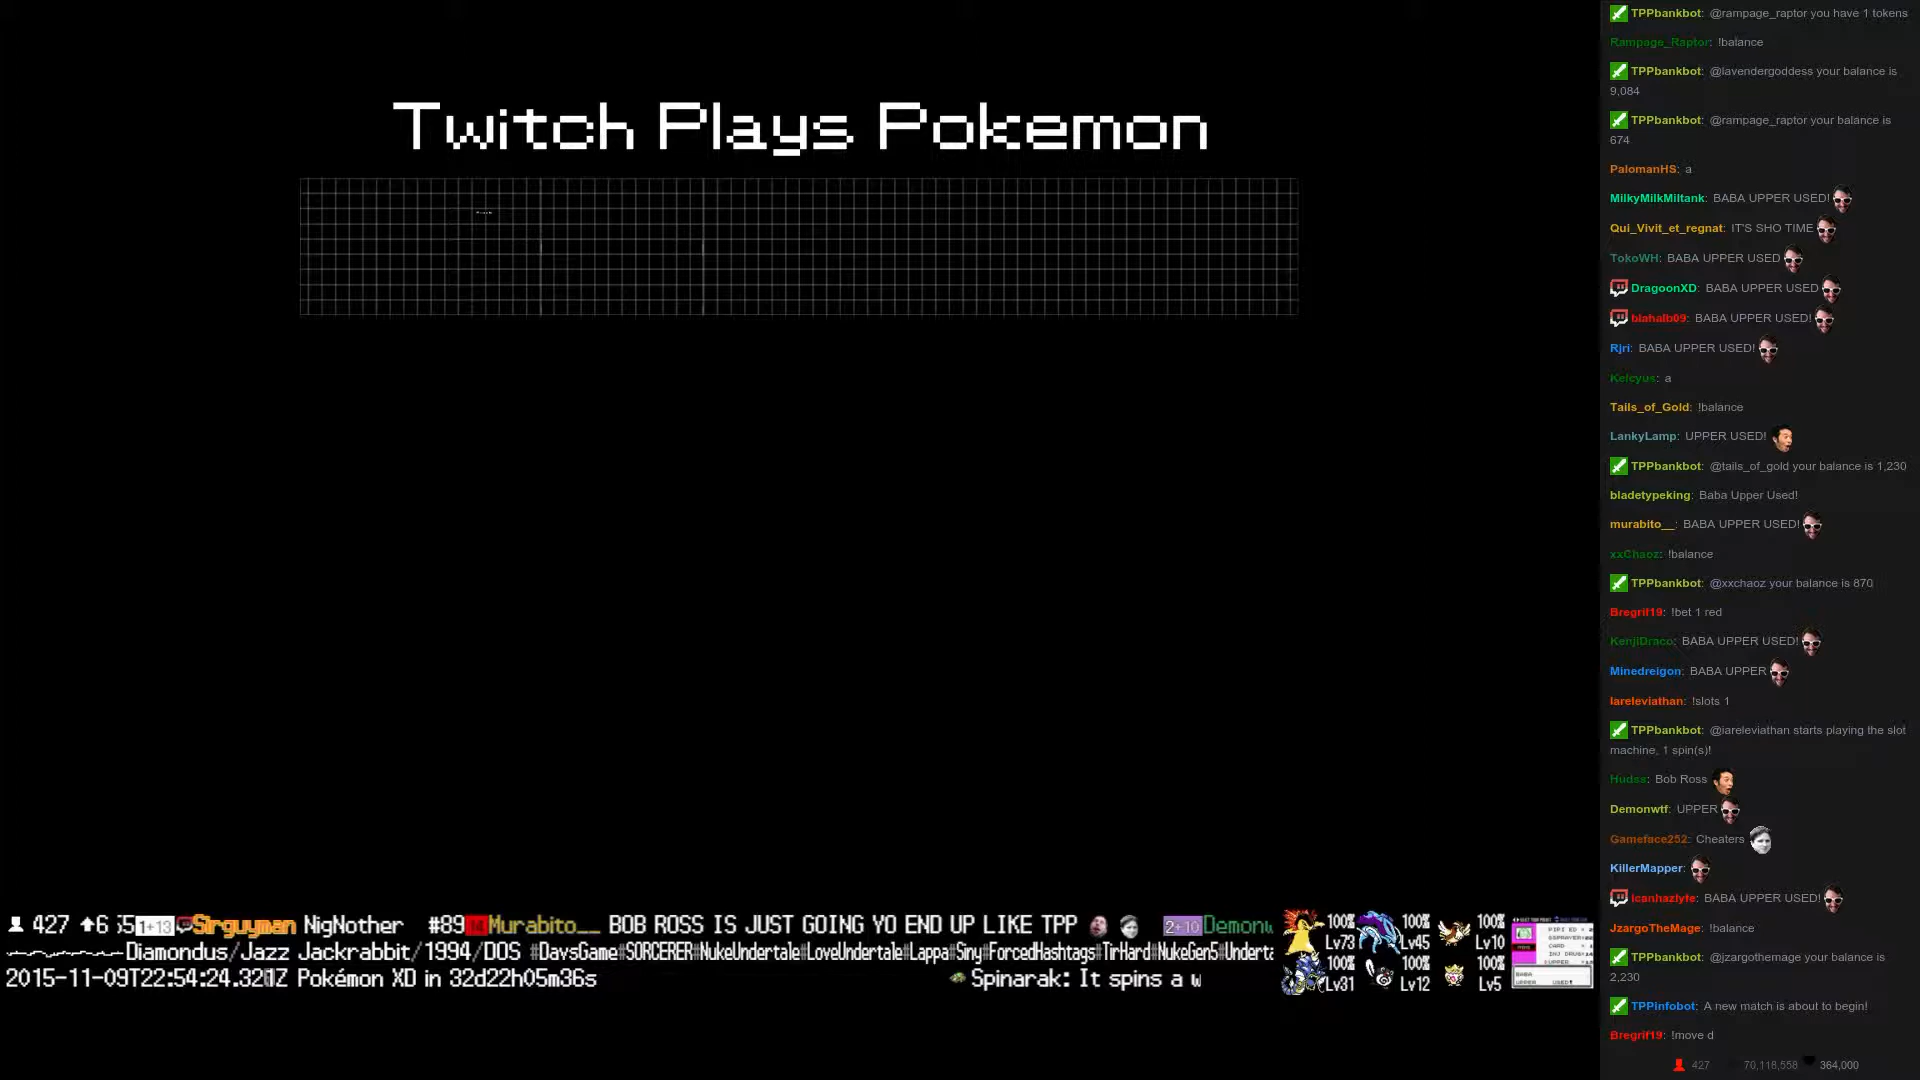 Twitch Plays Pokemon
427
Sirguyman NigNother #89
Murabito__ BOB ROSS IS JUST GOING YO END UP LIKE TPP
2+10 Demonw
Diamondus/Jazz Jackrabbit/1994/DOS #DaysGame#SORCERER#NukeUndertale#LoveUndertale#Lappa#Siny#ForcedHashtags#TirHard#NukeGen5#Underta
Pokémon XD in 32d22h05m36s
Spinarak: It spins a w
100% 100% 100%
Lv73 Lv45 Lv10
100% 100% 100%
Lv31 Lv12 Lv5
BABA
UPPER USED!
TPPbankbot: @rampage_raptor you have 1 tokens
Rampage_Raptor: !balance
TPPbankbot: @lavendergoddess your balance is
9,084
TPPbankbot: @rampage_raptor your balance is
674
PalomanHS: a
MilkyMilkMiltank: BABA UPPER USED!
Qui_Vivit_et_regnat: IT'S SHO TIME
TokoWH: BABA UPPER USED
DragoonXD: BABA UPPER USED
blahalb09: BABA UPPER USED!
Rjri: BABA UPPER USED!
Kelcyus: a
Tails_of_Gold: !balance
LankyLamp: UPPER USED!
TPPbankbot: @tails_of_gold your balance is 1,230
bladetypeking: Baba Upper Used!
murabito__: BABA UPPER USED!
xxChaoz: !balance
TPPbankbot: @xxchaoz your balance is 870
Bregrif19: !bet 1 red
KenjiDraco: BABA UPPER USED!
Minedreigon: BABA UPPER
Iareleviathan: !slots 1
TPPbankbot: @iareleviathan starts playing the slot
machine, 1 spin(s)!
Hudss: Bob Ross
Demonwtf: UPPER
Gameface252: Cheaters
KillerMapper:
icanhazlyfe: BABA UPPER USED!
JzargoTheMage: !balance
TPPbankbot: @jzargothemage your balance is
2,230
TPPinfobot: A new match is about to begin!
Bregrif19: !move d
427 70,118,558 364,000